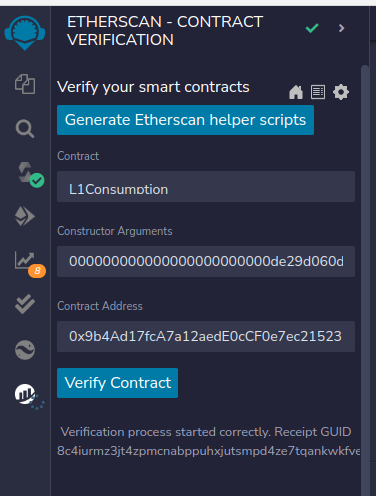 ETHERSCAN - CONTRACT
VERIFICATION
Verify your smart contracts
Generate Etherscan helper scripts
Contract
L1Consumption
Constructor Arguments
000000000000000000000000de29d060d
8
Contract Address
0x9b4Ad17fcA7a12aedE0cCF0e7ec21523
Verify Contract
Verification process started correctly. Receipt GUID
8c4iurmz3jt4zpmcnabppuhxjutsmpd4ze7tqankwkfve